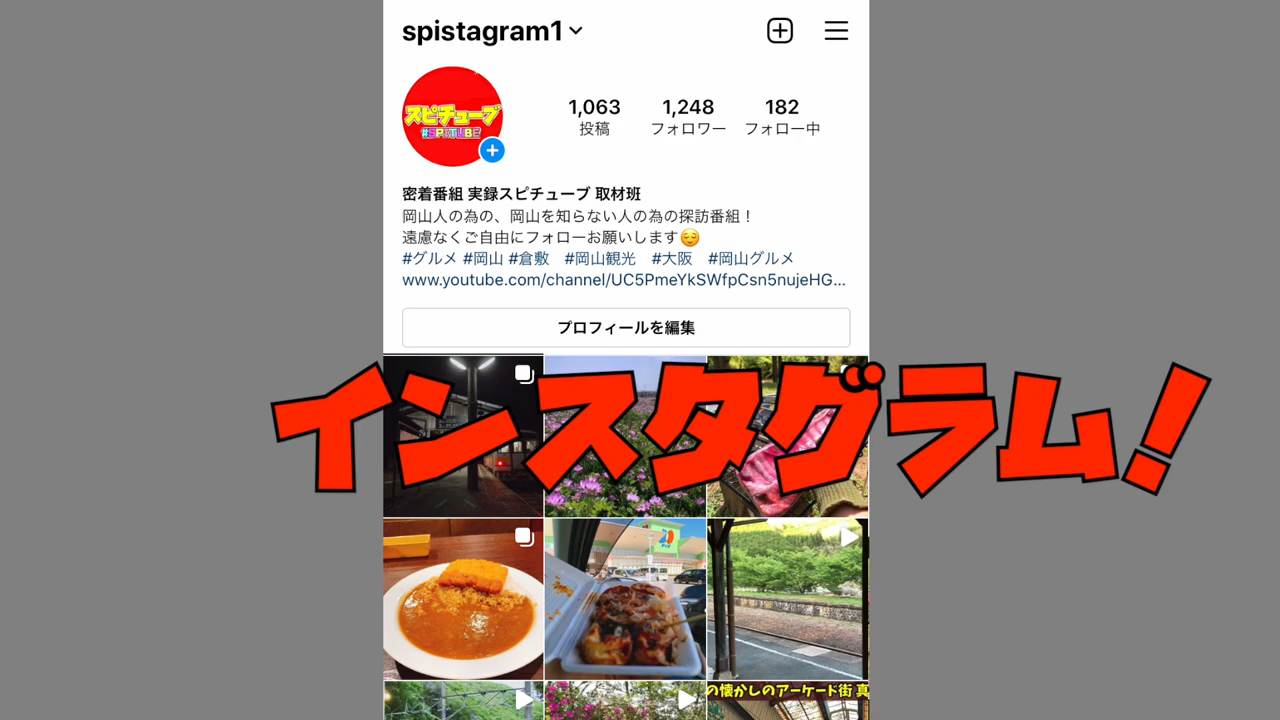 spistagram1
スピチューブ
#SPITUBE
1,063
投稿
1,248
フォロワー
182
フォロー中
密着番組 実録スピチューブ 取材班
岡山人の為の、岡山を知らない人の為の探訪番組！
遠慮なくご自由にフォローお願いします😌
#グルメ #岡山 #倉敷　#岡山観光　#大阪　#岡山グルメ
www.youtube.com/channel/UC5PmeYkSWfpCsn5nujeHG...
プロフィールを編集
インスタグラム！
の懐かしのアーケード街 真